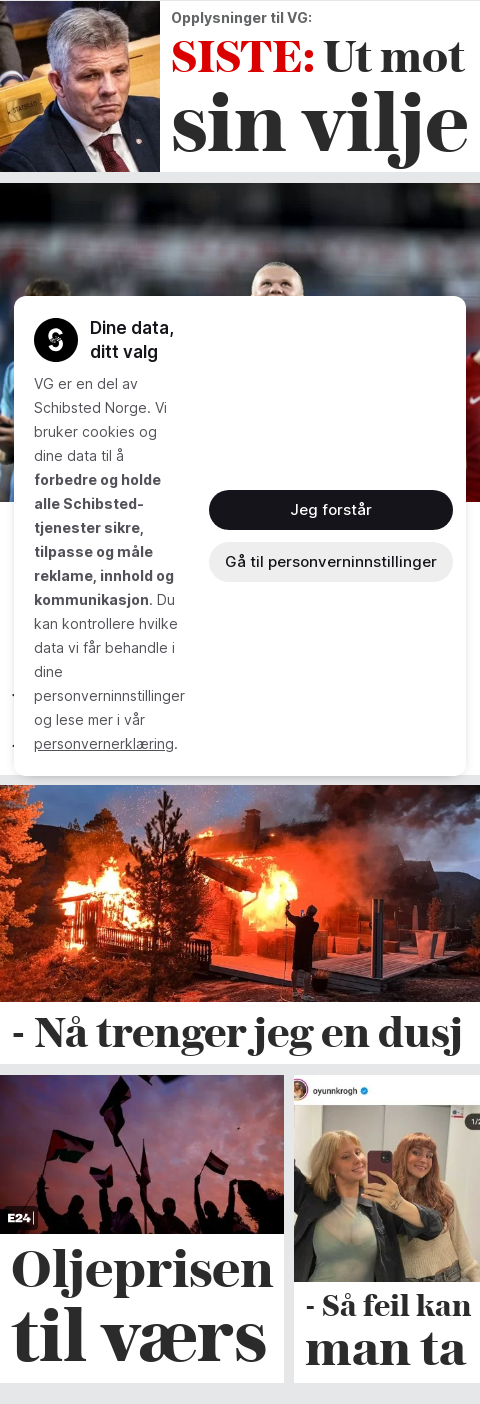 Opplysninger til VG:
SISTE: Ut mot
sin vilje
Dine data,
ditt valg
VG er en del av
Schibsted Norge. Vi
bruker cookies og
dine data til å
forbedre og holde
alle Schibsted-
tjenester sikre,
tilpasse og måle
reklame, innhold og
kommunikasjon. Du
kan kontrollere hvilke
data vi får behandle i
dine
personverninnstillinger
og lese mer i vår
personvernerklæring.
Jeg forstår
Gå til personverninnstillinger
- Nå trenger jeg en dusj
E24
Oljeprisen
til værs
oyunnkrogh
- Så feil kan
man ta